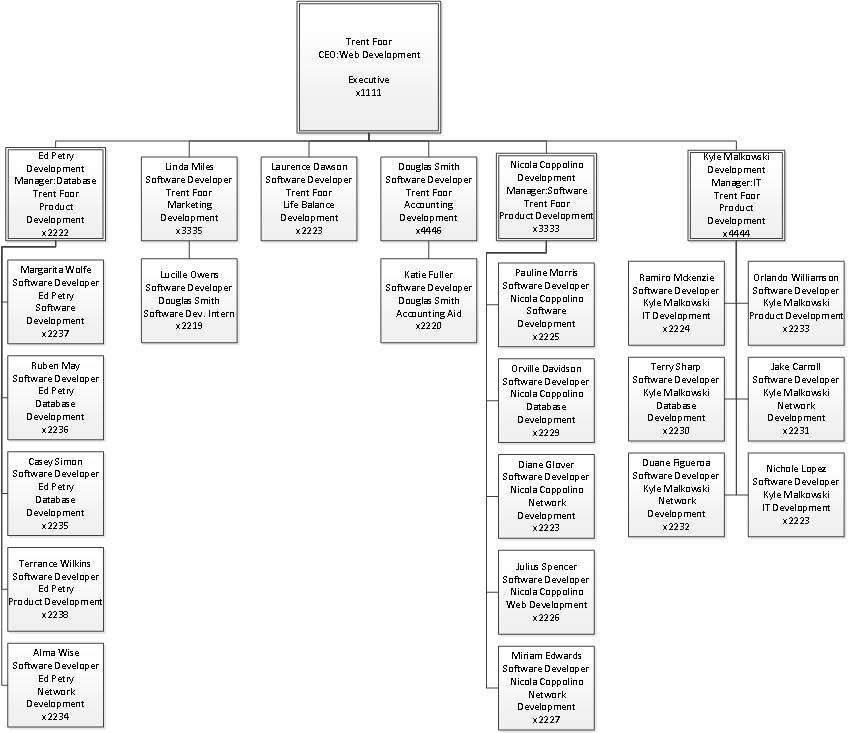 Trent Foor
CEO:Web Development
Executive
x1111
Ed Petry
Development
Manager:Database
Trent Foor
Product
Development
x2222
Linda Miles
Software Developer
Trent Foor
Marketing
Development
x3335
Laurence Dawson
Software Developer
Trent Foor
Life Balance
Development
x2223
Douglas Smith
Software Developer
Trent Foor
Accounting
Development
x4446
Nicola Coppolino
Development
Manager:Software
Trent Foor
Product Development
x3333
Kyle Malkowski
Development
Manager:IT
Trent Foor
Product
Development
x4444
Margarita Wolfe
Software Developer
Ed Petry
Software
Development
x2237
Ruben May
Software Developer
Ed Petry
Database
Development
x2236
Casey Simon
Software Developer
Ed Petry
Database
Development
x2235
Terrance Wilkins
Software Developer
Ed Petry
Product Development
x2238
Alma Wise
Software Developer
Ed Petry
Network
Development
x2234
Lucille Owens
Software Developer
Douglas Smith
Software Dev. Intern
x2219
Katie Fuller
Software Developer
Douglas Smith
Accounting Aid
x2220
Pauline Morris
Software Developer
Nicola Coppolino
Software
Development
x2225
Orville Davidson
Software Developer
Nicola Coppolino
Database
Development
x2229
Diane Glover
Software Developer
Nicola Coppolino
Network
Development
x2223
Julius Spencer
Software Developer
Nicola Coppolino
Web Development
x2226
Miriam Edwards
Software Developer
Nicola Coppolino
Network
Development
x2227
Ramiro Mckenzie
Software Developer
Kyle Malkowski
IT Development
x2224
Orlando Williamson
Software Developer
Kyle Malkowski
Product Development
x2233
Terry Sharp
Software Developer
Kyle Malkowski
Database
Development
x2230
Jake Carroll
Software Developer
Kyle Malkowski
Network
Development
x2231
Duane Figueroa
Software Developer
Kyle Malkowski
Network
Development
x2232
Nichole Lopez
Software Developer
Kyle Malkowski
IT Development
x2223